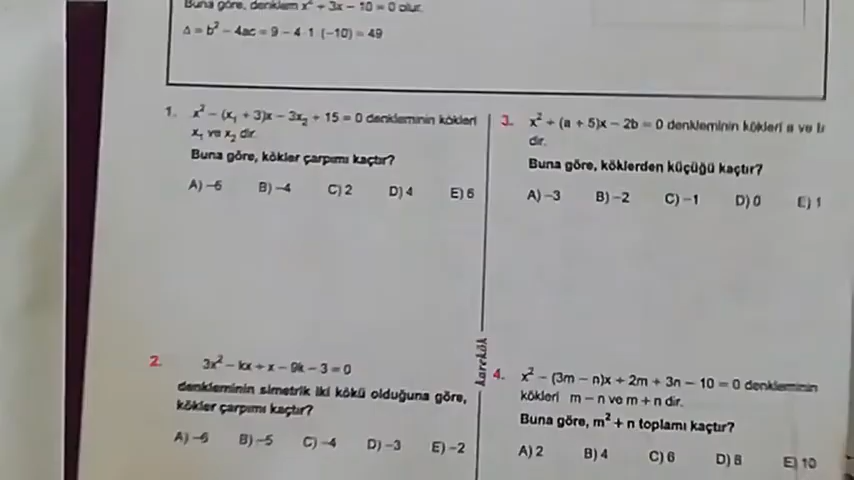 Buna göre, denklem x² + 3x − 10 = 0 olur.
Δ = b² − 4ac = 9 − 4 · 1 · (−10) = 49
1. x² − (x₁ + 3)x − 3x₂ + 15 = 0 denkleminin kökleri
x₁ ve x₂ dir.
Buna göre, kökler çarpımı kaçtır?
A) −6 B) −4 C) 2 D) 4 E) 6
2. 3x² − kx + x − 9k − 3 = 0
denkleminin simetrik iki kökü olduğuna göre,
kökler çarpımı kaçtır?
A) −6 B) −5 C) −4 D) −3 E) −2
karekök
3. x² + (a + 5)x − 2b = 0 denkleminin kökleri a ve b
dir.
Buna göre, köklerden küçüğü kaçtır?
A) −3 B) −2 C) −1 D) 0 E) 1
4. x² − (3m − n)x + 2m + 3n − 10 = 0 denkleminin
kökleri m − n ve m + n dir.
Buna göre, m² + n toplamı kaçtır?
A) 2 B) 4 C) 6 D) 8 E) 10